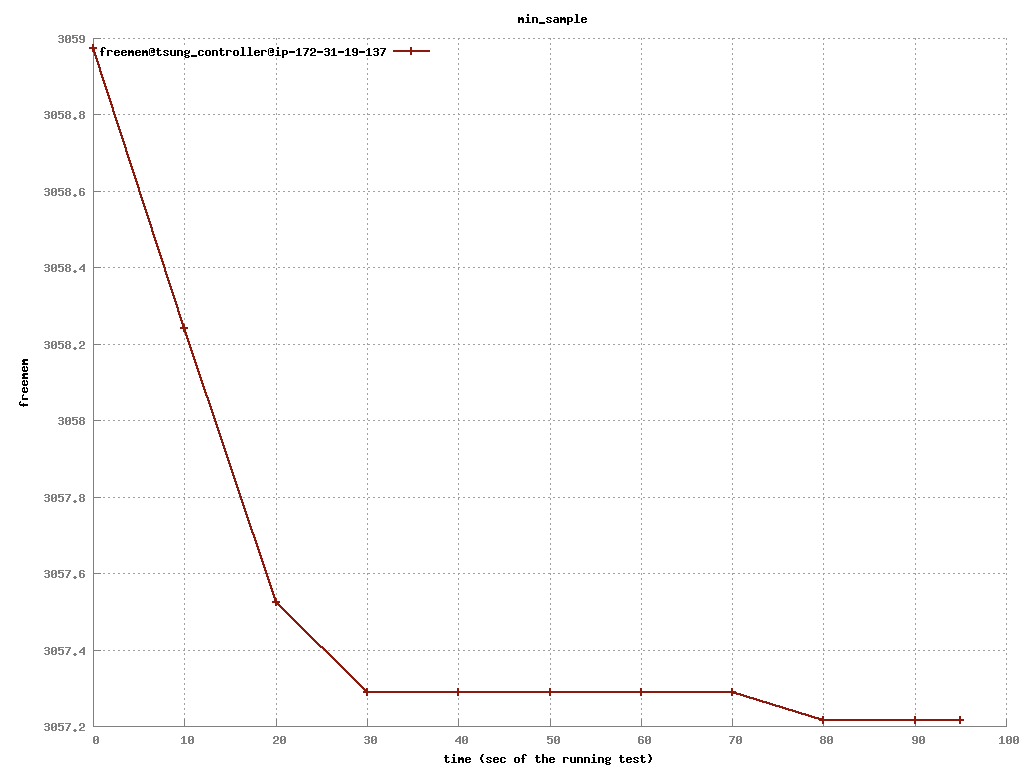 min_sample
3059
freemem@tsung_controller@ip-172-31-19-137
3058.8
3058.6
3058.4
3058.2
3058
3057.8
3057.6
3057.4
3057.2
freemem
0 10 20 30 40 50 60 70 80 90 100
time (sec of the running test)